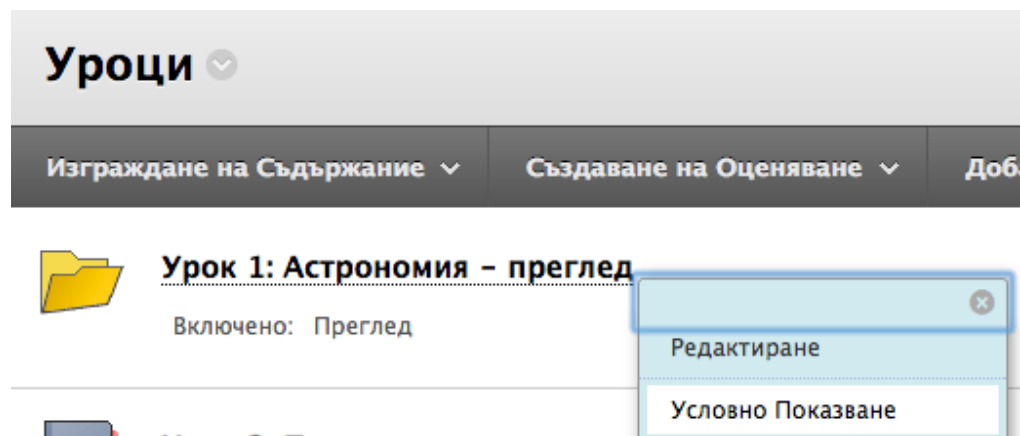 Уроци
Изграждане на Съдържание Създаване на Оценяване
Урок 1: Астрономия – преглед
Включено: Преглед
Редактиране
Условно Показване